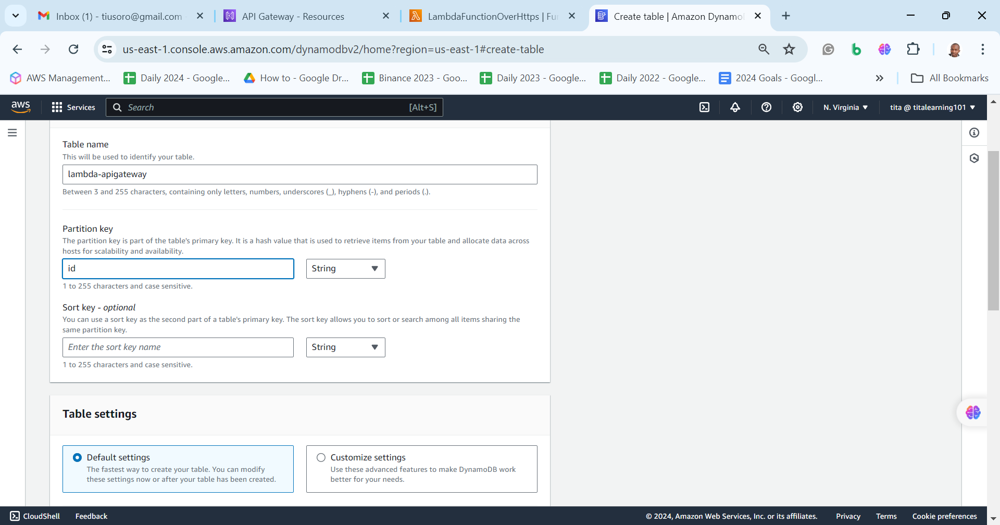 Inbox (1) - tiusoro@gmail.com
API Gateway - Resources
LambdaFunctionOverHttps | Fu
Create table | Amazon Dynamo
us-east-1.console.aws.amazon.com/dynamodbv2/home?region=us-east-1#create-table
AWS Management...
Daily 2024 - Google...
How to - Google Dr...
Binance 2023 - Goo...
Daily 2023 - Google...
Daily 2022 - Google...
2024 Goals - Googl...
All Bookmarks
aws
Services
Search
[Alt+S]
N. Virginia
tita @ titalearning101
Table name
This will be used to identify your table.
lambda-apigateway
Between 3 and 255 characters, containing only letters, numbers, underscores (_), hyphens (-), and periods (.).
Partition key
The partition key is part of the table's primary key. It is a hash value that is used to retrieve items from your table and allocate data across
hosts for scalability and availability.
id
String
1 to 255 characters and case sensitive.
Sort key - optional
You can use a sort key as the second part of a table's primary key. The sort key allows you to sort or search among all items sharing the
same partition key.
Enter the sort key name
String
1 to 255 characters and case sensitive.
Table settings
Default settings
The fastest way to create your table. You can modify
these settings now or after your table has been created.
Customize settings
Use these advanced features to make DynamoDB work
better for your needs.
CloudShell
Feedback
© 2024, Amazon Web Services, Inc. or its affiliates.
Privacy
Terms
Cookie preferences